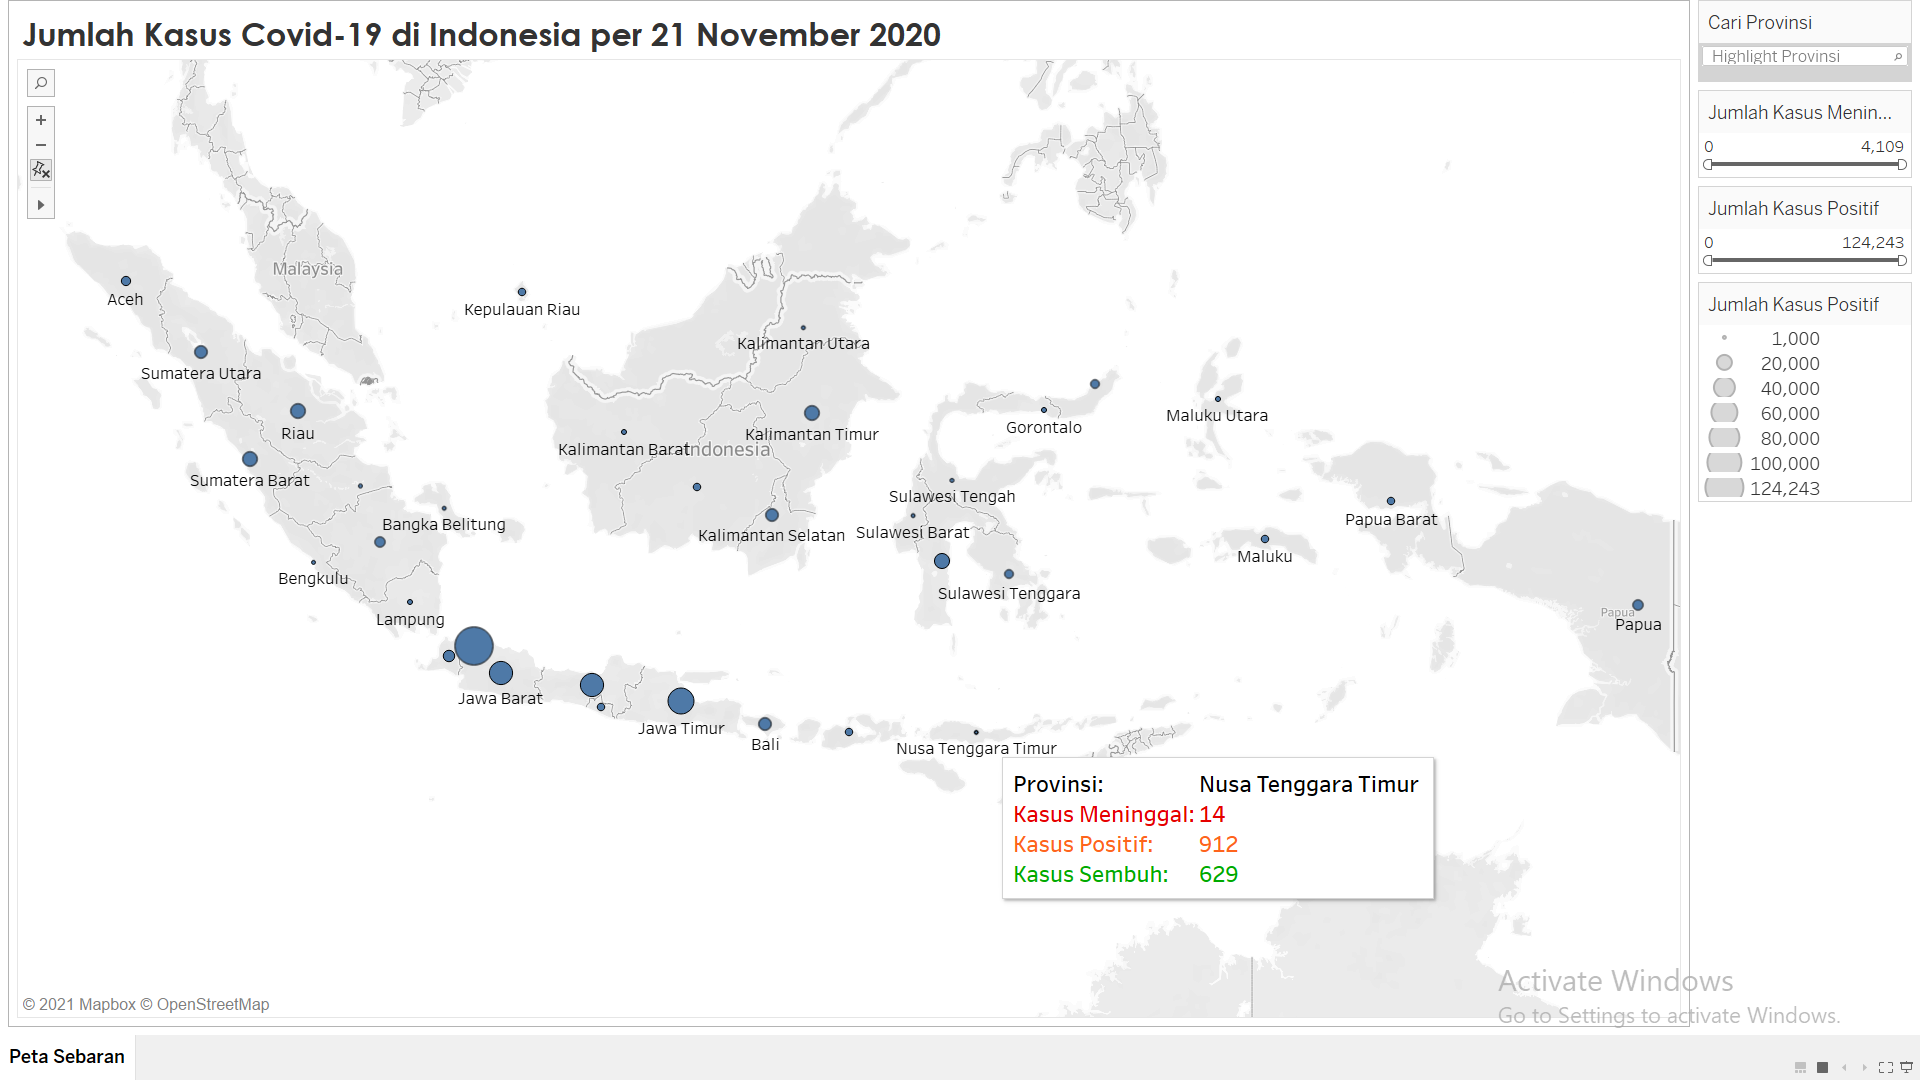 Jumlah Kasus Covid-19 di Indonesia per 21 November 2020
Cari Provinsi
Highlight Provinsi
Jumlah Kasus Menin...
0 4,109
Jumlah Kasus Positif
0 124,243
Jumlah Kasus Positif
1,000
20,000
40,000
60,000
80,000
100,000
124,243
Malaysia
Aceh
Kepulauan Riau
Kalimantan Utara
Sumatera Utara
Riau
Kalimantan Barat
Indonesia
Kalimantan Timur
Gorontalo
Maluku Utara
Sumatera Barat
Sulawesi Tengah
Bangka Belitung
Kalimantan Selatan
Sulawesi Barat
Papua Barat
Maluku
Bengkulu
Sulawesi Tenggara
Lampung
Papua
Papua
Jawa Barat
Jawa Timur
Bali
Nusa Tenggara Timur
Provinsi: Nusa Tenggara Timur
Kasus Meninggal: 14
Kasus Positif: 912
Kasus Sembuh: 629
Activate Windows
Go to Settings to activate Windows.
© 2021 Mapbox © OpenStreetMap
Peta Sebaran